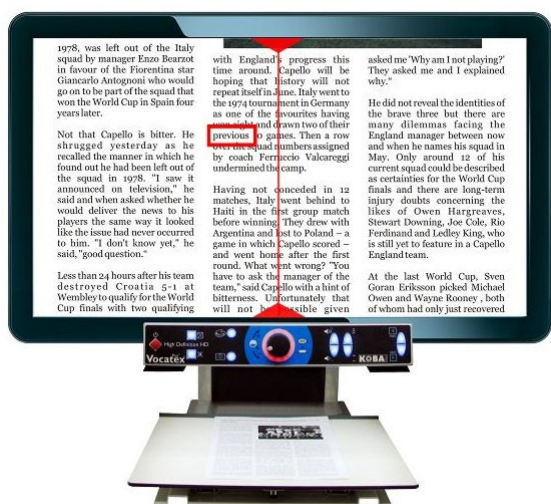 1978, was left out of the Italy
squad by manager Enzo Bearzot
in favour of the Fiorentina star
Giancarlo Antognoni who would
go on to be part of the squad that
won the World Cup in Spain four
years later.
Not that Capello is bitter. He
shrugged yesterday as he
recalled the manner in which he
found out he had been left out of
the squad in 1978. "I saw it
announced on television," he
said and when asked whether he
would deliver the news to his
players the same way it looked
like the issue had never occurred
to him. "I don't know yet," he
said, "good question."
Less than 24 hours after his team
destroyed Croatia 5-1 at
Wembley to qualify for the World
Cup finals with two qualifying
with England's progress this
time around. Capello will be
hoping that history will not
repeat itself in June. Italy went to
the 1974 tournament in Germany
as one of the favourites having
won eight and drawn two of their
previous games. Then a row
over the squad numbers assigned
by coach Ferruccio Valcareggi
undermined the camp.
Having not conceded in 12
matches, Italy went behind to
Haiti in the first group match
before winning. They drew with
Argentina and lost to Poland – a
game in which Capello scored –
and went home after the first
round. What went wrong? "You
have to ask the manager of the
team," said Capello with a hint of
bitterness. Unfortunately that
will not be possible given
asked me 'Why am I not playing?'
They asked me and I explained
why."
He did not reveal the identities of
the brave three but there are
many dilemmas facing the
England manager between now
and when he names his squad in
May. Only around 12 of his
current squad could be described
as certainties for the World Cup
finals and there are long-term
injury doubts concerning the
likes of Owen Hargreaves,
Stewart Downing, Joe Cole, Rio
Ferdinand and Ledley King, who
is still yet to feature in a Capello
England team.
At the last World Cup, Sven
Goran Eriksson picked Michael
Owen and Wayne Rooney , both
of whom had only just recovered
High Definition HD
Vocatex
KOBA